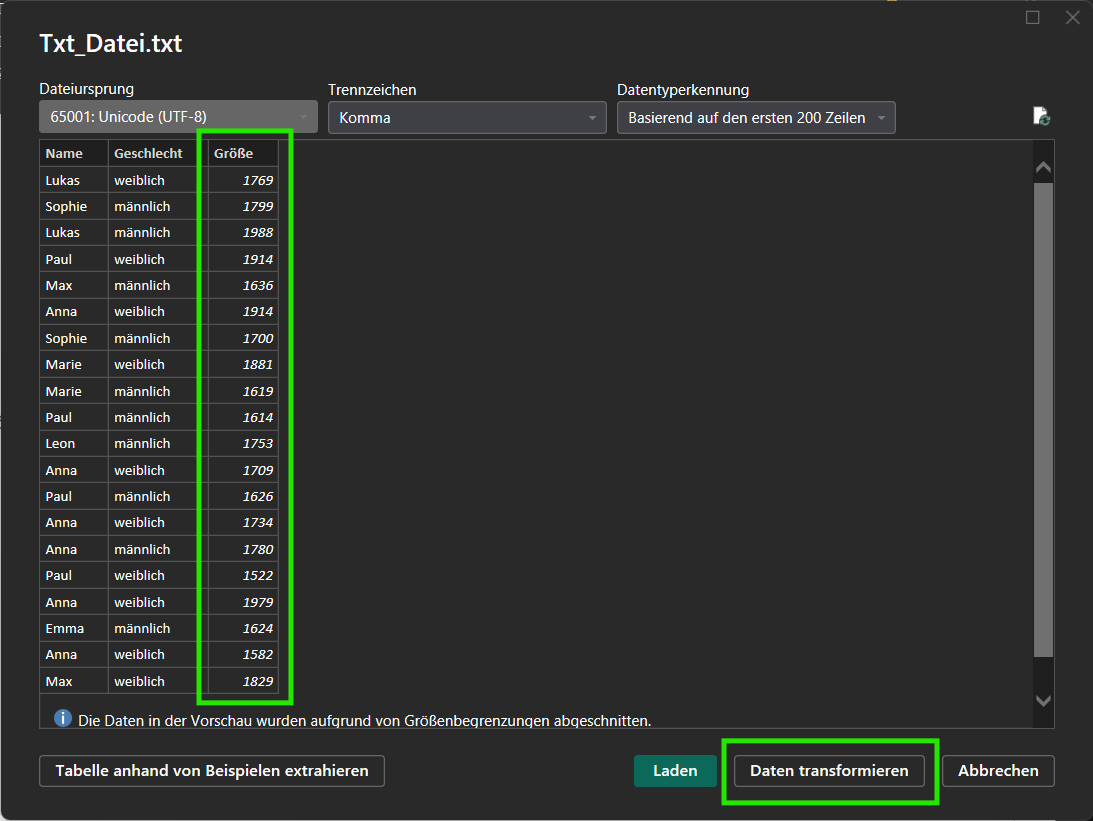 Txt_Datei.txt
Dateiursprung Trennzeichen Datentyperkennung
65001: Unicode (UTF-8) Komma Basierend auf den ersten 200 Zeilen
Name Geschlecht Größe
Lukas weiblich 1769
Sophie männlich 1799
Lukas männlich 1988
Paul weiblich 1914
Max männlich 1636
Anna weiblich 1914
Sophie männlich 1700
Marie weiblich 1881
Marie männlich 1619
Paul männlich 1614
Leon männlich 1753
Anna weiblich 1709
Paul männlich 1626
Anna weiblich 1734
Anna männlich 1780
Paul weiblich 1522
Anna weiblich 1979
Emma männlich 1624
Anna weiblich 1582
Max weiblich 1829
Die Daten in der Vorschau wurden aufgrund von Größenbegrenzungen abgeschnitten.
Tabelle anhand von Beispielen extrahieren Laden Daten transformieren Abbrechen